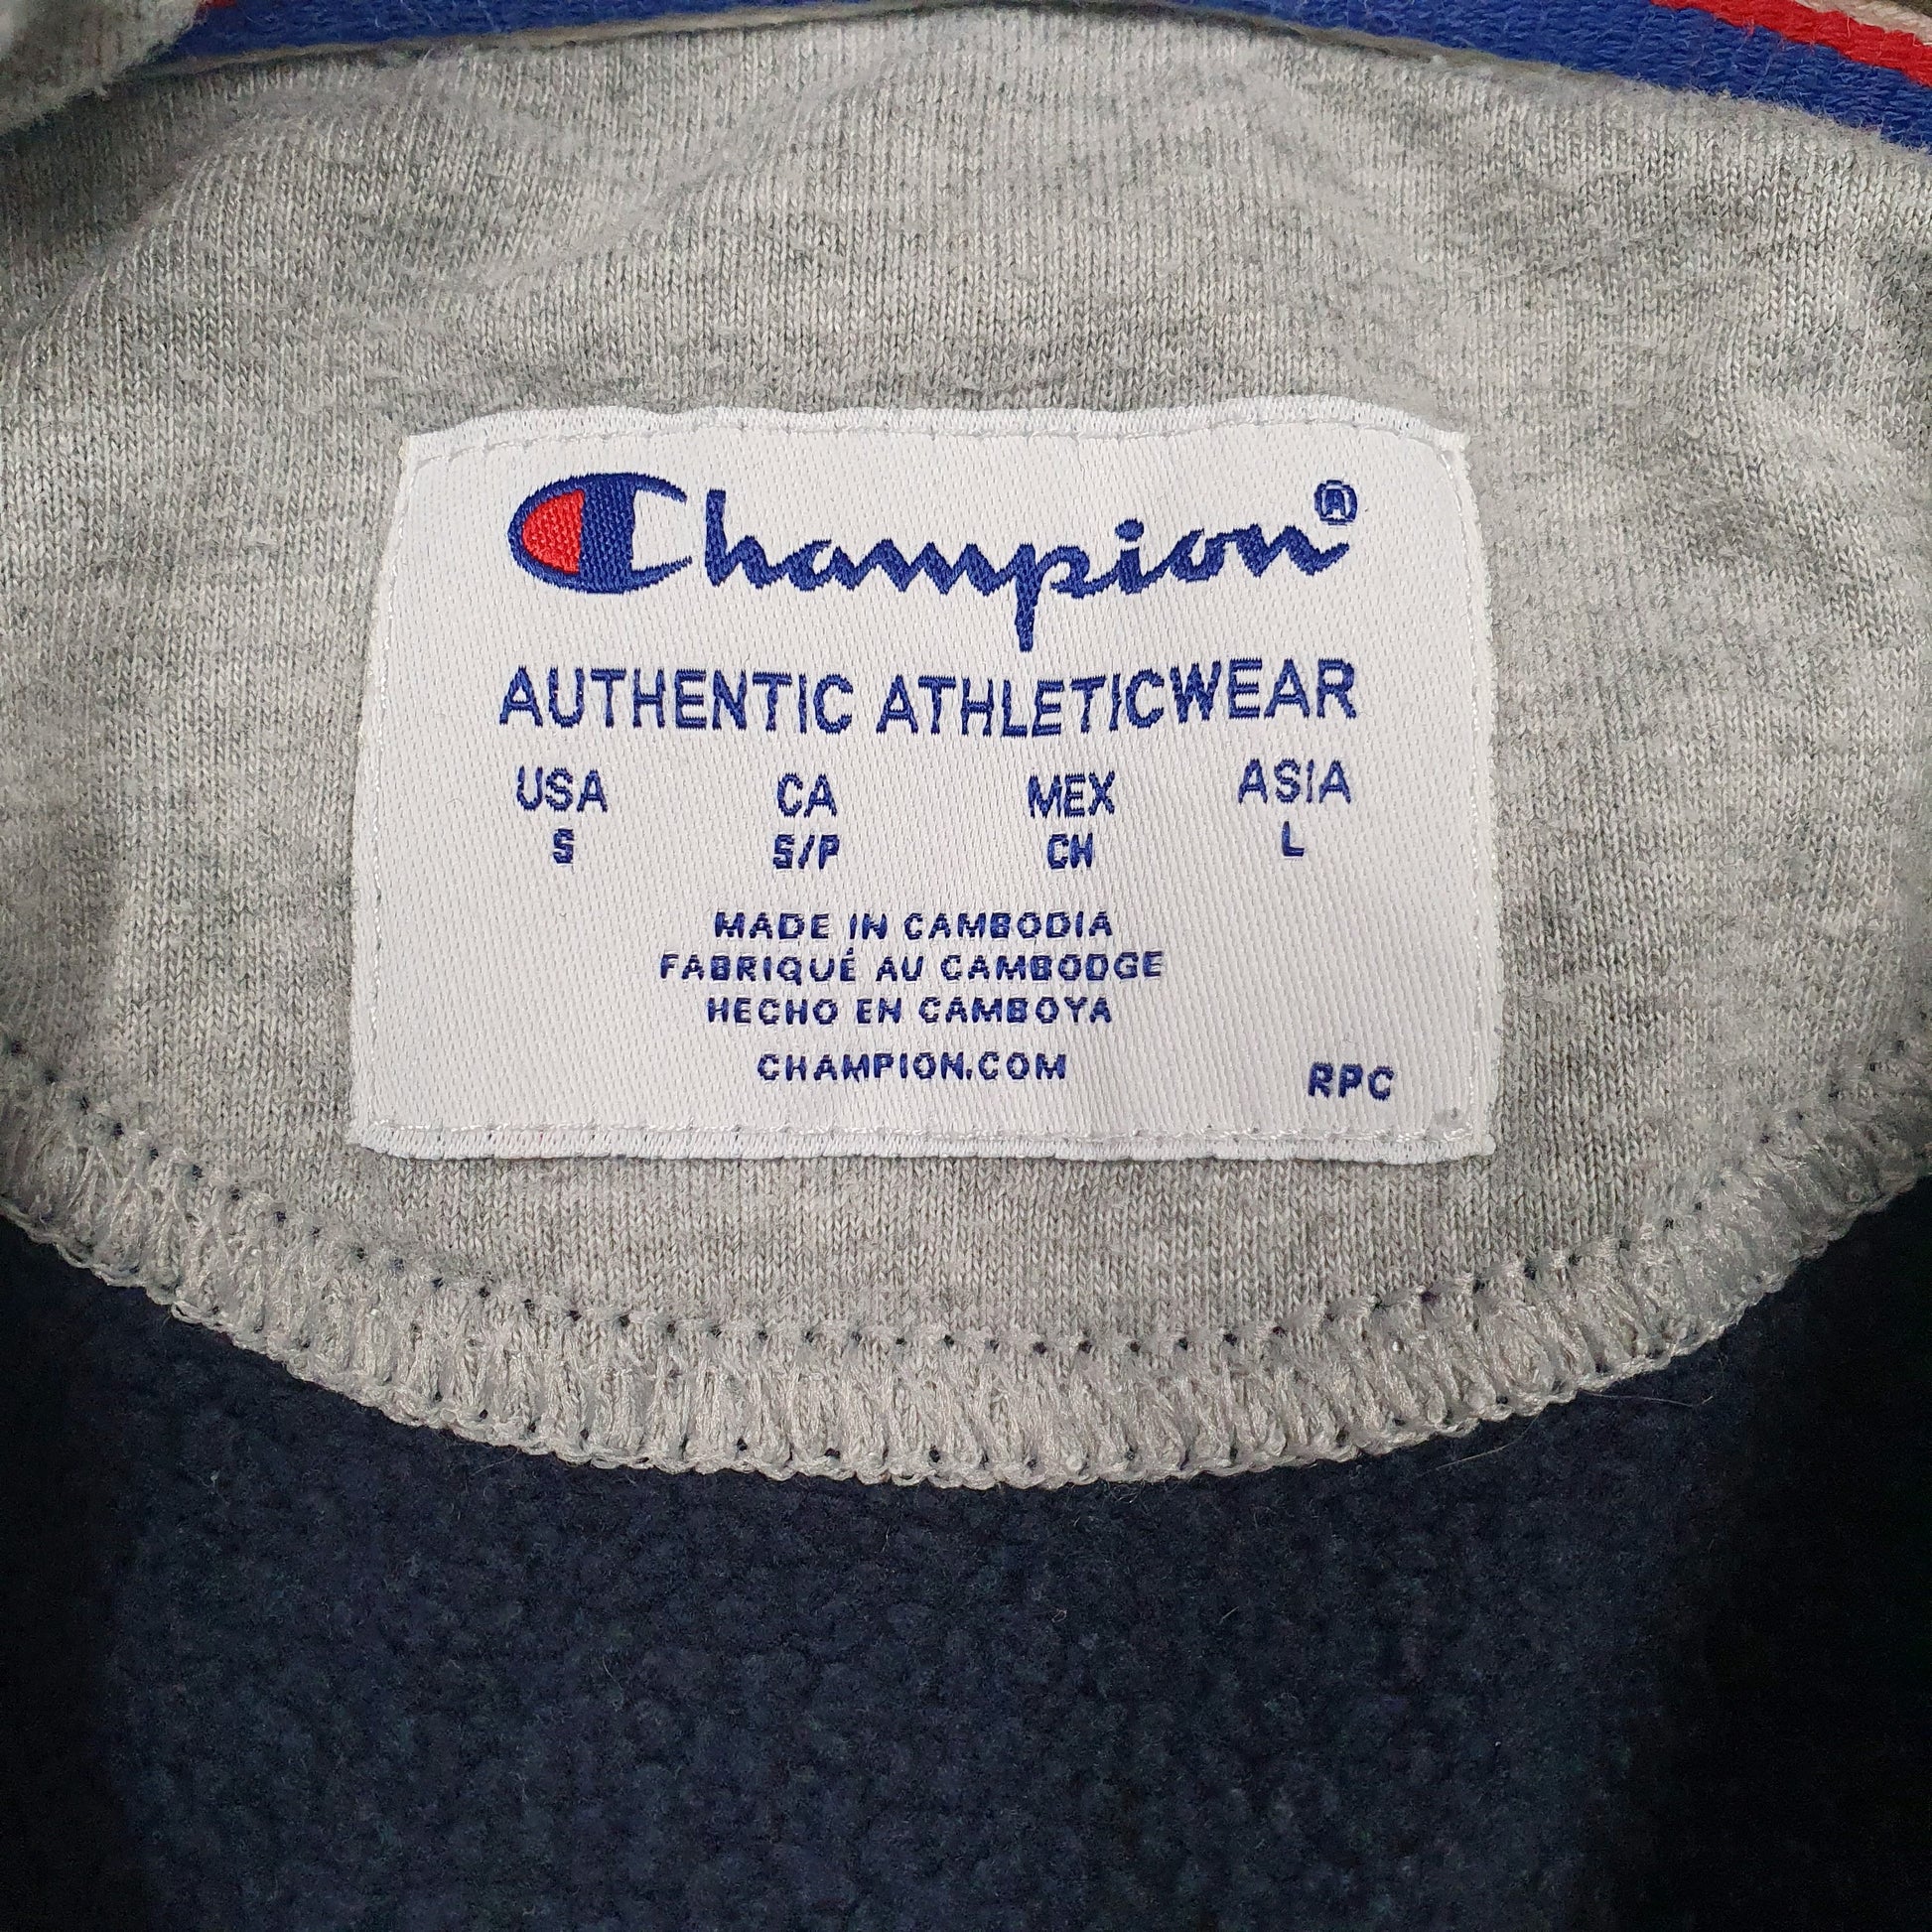 Champion®
AUTHENTIC ATHLETICWEAR
USA CA MEX ASIA
S S/P CH L
MADE IN CAMBODIA
FABRIQUÉ AU CAMBODGE
HECHO EN CAMBOYA
CHAMPION.COM
RPC